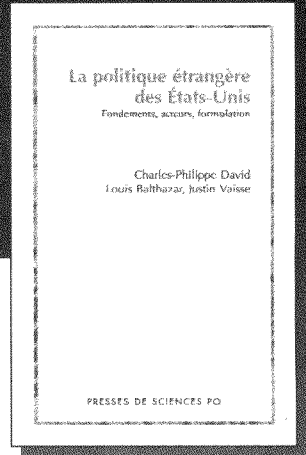 La politique étrangère
des États-Unis
Fondements, acteurs, formulation
Charles-Philippe David
Louis Balthazar, Justin Vaïsse
PRESSES DE SCIENCES PO